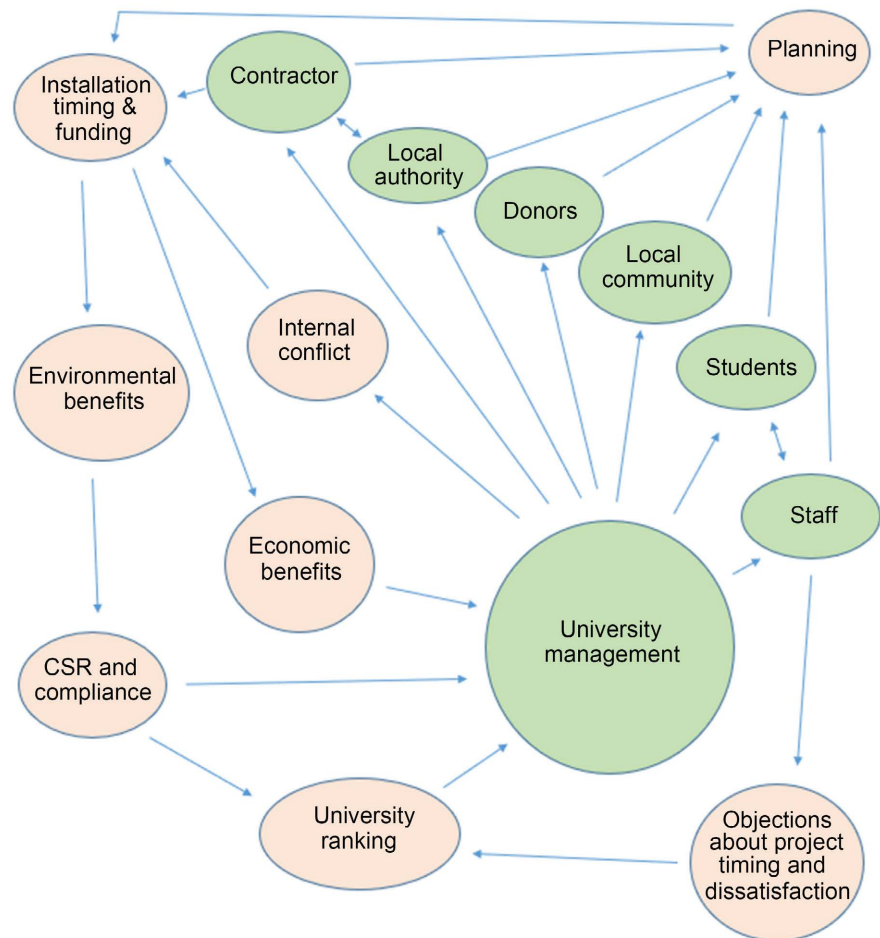 Planning
Installation
timing &
funding
Contractor
Local
authority
Donors
Local
community
Internal
conflict
Students
Environmental
benefits
Staff
Economic
benefits
University
management
CSR and
compliance
University
ranking
Objections
about project
timing and
dissatisfaction